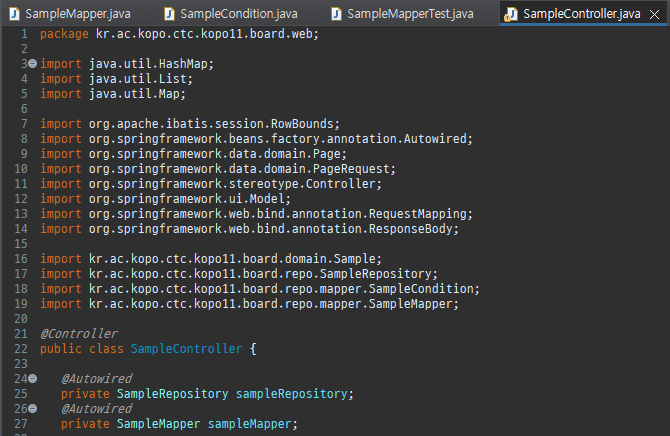 SampleMapper.java SampleCondition.java SampleMapperTest.java SampleController.java
1 package kr.ac.kopo.ctc.kopo11.board.web;
2
3 import java.util.HashMap;
4 import java.util.List;
5 import java.util.Map;
6
7 import org.apache.ibatis.session.RowBounds;
8 import org.springframework.beans.factory.annotation.Autowired;
9 import org.springframework.data.domain.Page;
10 import org.springframework.data.domain.PageRequest;
11 import org.springframework.stereotype.Controller;
12 import org.springframework.ui.Model;
13 import org.springframework.web.bind.annotation.RequestMapping;
14 import org.springframework.web.bind.annotation.ResponseBody;
15
16 import kr.ac.kopo.ctc.kopo11.board.domain.Sample;
17 import kr.ac.kopo.ctc.kopo11.board.repo.SampleRepository;
18 import kr.ac.kopo.ctc.kopo11.board.repo.mapper.SampleCondition;
19 import kr.ac.kopo.ctc.kopo11.board.repo.mapper.SampleMapper;
20
21 @Controller
22 public class SampleController {
23
24 @Autowired
25 private SampleRepository sampleRepository;
26 @Autowired
27 private SampleMapper sampleMapper;